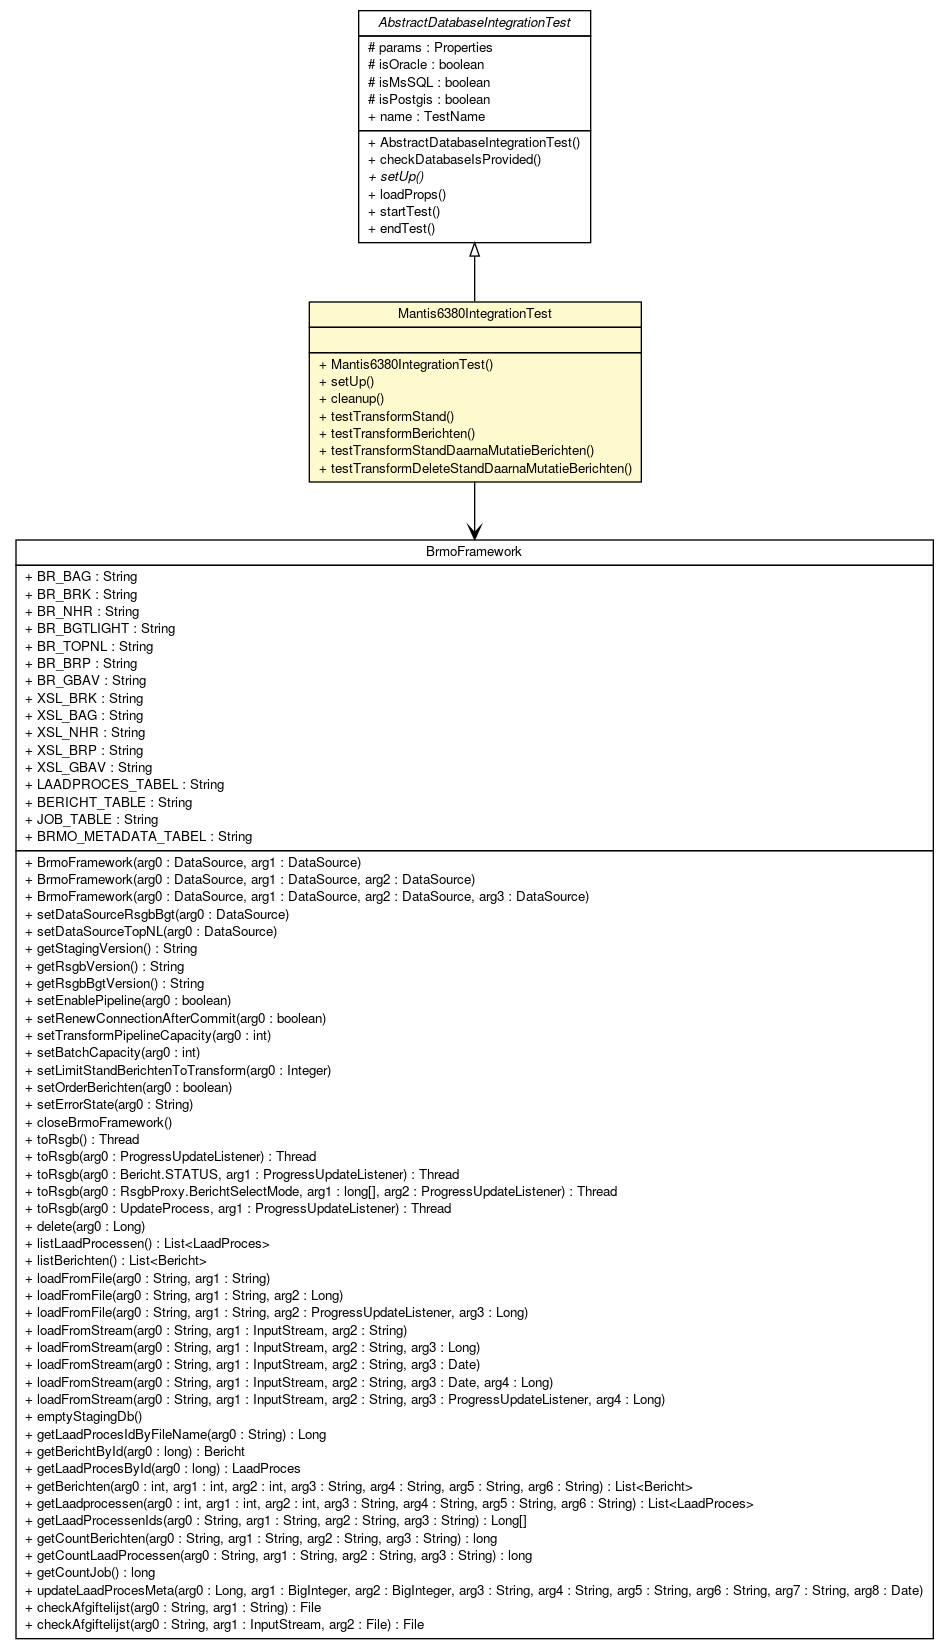 AbstractDatabaseIntegrationTest
# params : Properties
# isOracle : boolean
# isMsSQL : boolean
# isPostgis : boolean
+ name : TestName
+ AbstractDatabaseIntegrationTest()
+ checkDatabaseIsProvided()
+ setUp()
+ loadProps()
+ startTest()
+ endTest()
Mantis6380IntegrationTest
+ Mantis6380IntegrationTest()
+ setUp()
+ cleanup()
+ testTransformStand()
+ testTransformBerichten()
+ testTransformStandDaarnaMutatieBerichten()
+ testTransformDeleteStandDaarnaMutatieBerichten()
BrmoFramework
+ BR_BAG : String
+ BR_BRK : String
+ BR_NHR : String
+ BR_BGTLIGHT : String
+ BR_TOPNL : String
+ BR_BRP : String
+ BR_GBAV : String
+ XSL_BRK : String
+ XSL_BAG : String
+ XSL_NHR : String
+ XSL_BRP : String
+ XSL_GBAV : String
+ LAADPROCES_TABEL : String
+ BERICHT_TABLE : String
+ JOB_TABLE : String
+ BRMO_METADATA_TABEL : String
+ BrmoFramework(arg0 : DataSource, arg1 : DataSource)
+ BrmoFramework(arg0 : DataSource, arg1 : DataSource, arg2 : DataSource)
+ BrmoFramework(arg0 : DataSource, arg1 : DataSource, arg2 : DataSource, arg3 : DataSource)
+ setDataSourceRsgbBgt(arg0 : DataSource)
+ setDataSourceTopNL(arg0 : DataSource)
+ getStagingVersion() : String
+ getRsgbVersion() : String
+ getRsgbBgtVersion() : String
+ setEnablePipeline(arg0 : boolean)
+ setRenewConnectionAfterCommit(arg0 : boolean)
+ setTransformPipelineCapacity(arg0 : int)
+ setBatchCapacity(arg0 : int)
+ setLimitStandBerichtenToTransform(arg0 : Integer)
+ setOrderBerichten(arg0 : boolean)
+ setErrorState(arg0 : String)
+ closeBrmoFramework()
+ toRsgb() : Thread
+ toRsgb(arg0 : ProgressUpdateListener) : Thread
+ toRsgb(arg0 : Bericht.STATUS, arg1 : ProgressUpdateListener) : Thread
+ toRsgb(arg0 : RsgbProxy.BerichtSelectMode, arg1 : long[], arg2 : ProgressUpdateListener) : Thread
+ toRsgb(arg0 : UpdateProcess, arg1 : ProgressUpdateListener) : Thread
+ delete(arg0 : Long)
+ listLaadProcessen() : List<LaadProces>
+ listBerichten() : List<Bericht>
+ loadFromFile(arg0 : String, arg1 : String)
+ loadFromFile(arg0 : String, arg1 : String, arg2 : Long)
+ loadFromFile(arg0 : String, arg1 : String, arg2 : ProgressUpdateListener, arg3 : Long)
+ loadFromStream(arg0 : String, arg1 : InputStream, arg2 : String)
+ loadFromStream(arg0 : String, arg1 : InputStream, arg2 : String, arg3 : Long)
+ loadFromStream(arg0 : String, arg1 : InputStream, arg2 : String, arg3 : Date)
+ loadFromStream(arg0 : String, arg1 : InputStream, arg2 : String, arg3 : Date, arg4 : Long)
+ loadFromStream(arg0 : String, arg1 : InputStream, arg2 : String, arg3 : ProgressUpdateListener, arg4 : Long)
+ emptyStagingDb()
+ getLaadProcesIdByFileName(arg0 : String) : Long
+ getBerichtById(arg0 : long) : Bericht
+ getLaadProcesById(arg0 : long) : LaadProces
+ getBerichten(arg0 : int, arg1 : int, arg2 : int, arg3 : String, arg4 : String, arg5 : String, arg6 : String) : List<Bericht>
+ getLaadprocessen(arg0 : int, arg1 : int, arg2 : int, arg3 : String, arg4 : String, arg5 : String, arg6 : String) : List<LaadProces>
+ getLaadProcessenIds(arg0 : String, arg1 : String, arg2 : String, arg3 : String) : Long[]
+ getCountBerichten(arg0 : String, arg1 : String, arg2 : String, arg3 : String) : long
+ getCountLaadProcessen(arg0 : String, arg1 : String, arg2 : String, arg3 : String) : long
+ getCountJob() : long
+ updateLaadProcesMeta(arg0 : Long, arg1 : BigInteger, arg2 : BigInteger, arg3 : String, arg4 : String, arg5 : String, arg6 : String, arg7 : String, arg8 : Date)
+ checkAfgiftelijst(arg0 : String, arg1 : String) : File
+ checkAfgiftelijst(arg0 : String, arg1 : InputStream, arg2 : File) : File